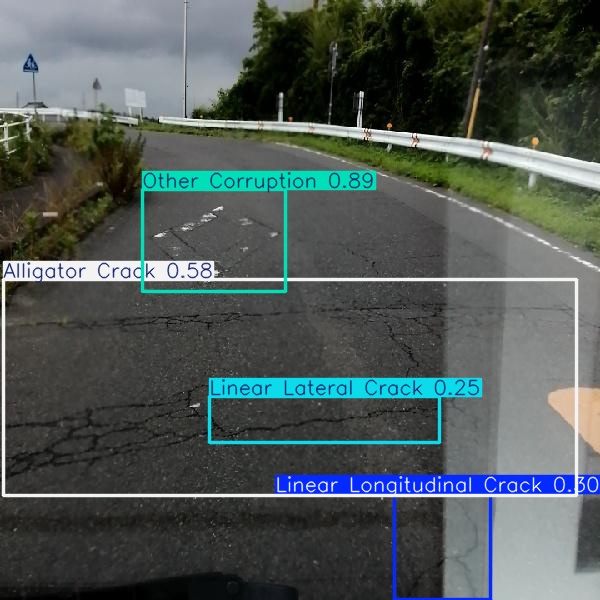 Other Corruption 0.89
Alligator Crack 0.58
Linear Lateral Crack 0.25
Linear Longitudinal Crack 0.30